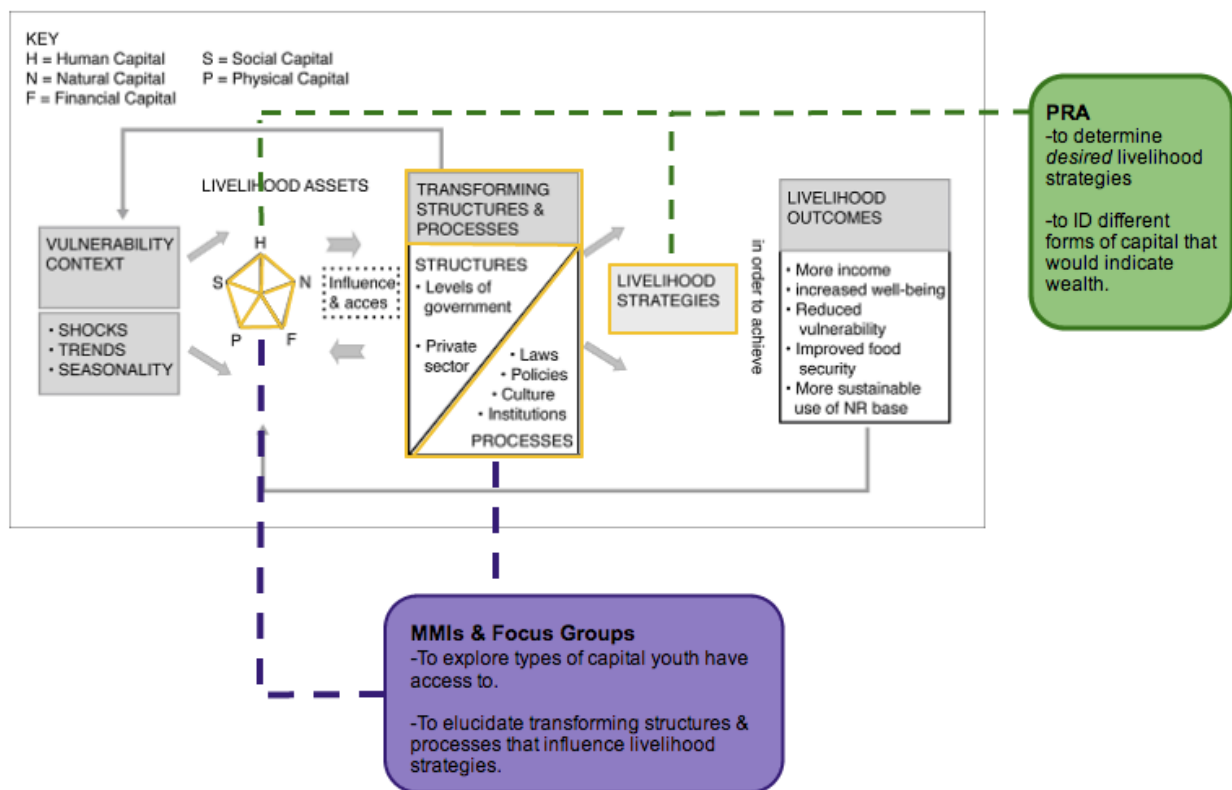 KEY
H = Human Capital
S = Social Capital
N = Natural Capital
P = Physical Capital
F = Financial Capital
LIVELIHOOD ASSETS
VULNERABILITY
CONTEXT
• SHOCKS
• TRENDS
• SEASONALITY
H
S
N
P
F
Influence
& acces
TRANSFORMING
STRUCTURES &
PROCESSES
STRUCTURES
• Levels of
government
• Private
sector
• Laws
• Policies
• Culture
• Institutions
PROCESSES
LIVELIHOOD
STRATEGIES
in order to achieve
LIVELIHOOD
OUTCOMES
• More income
• increased well-being
• Reduced
vulnerability
• Improved food
security
• More sustainable
use of NR base
PRA
-to determine
desired livelihood
strategies
-to ID different
forms of capital that
would indicate
wealth.
MMIs & Focus Groups
-To explore types of capital youth have
access to.
-To elucidate transforming structures &
processes that influence livelihood
strategies.